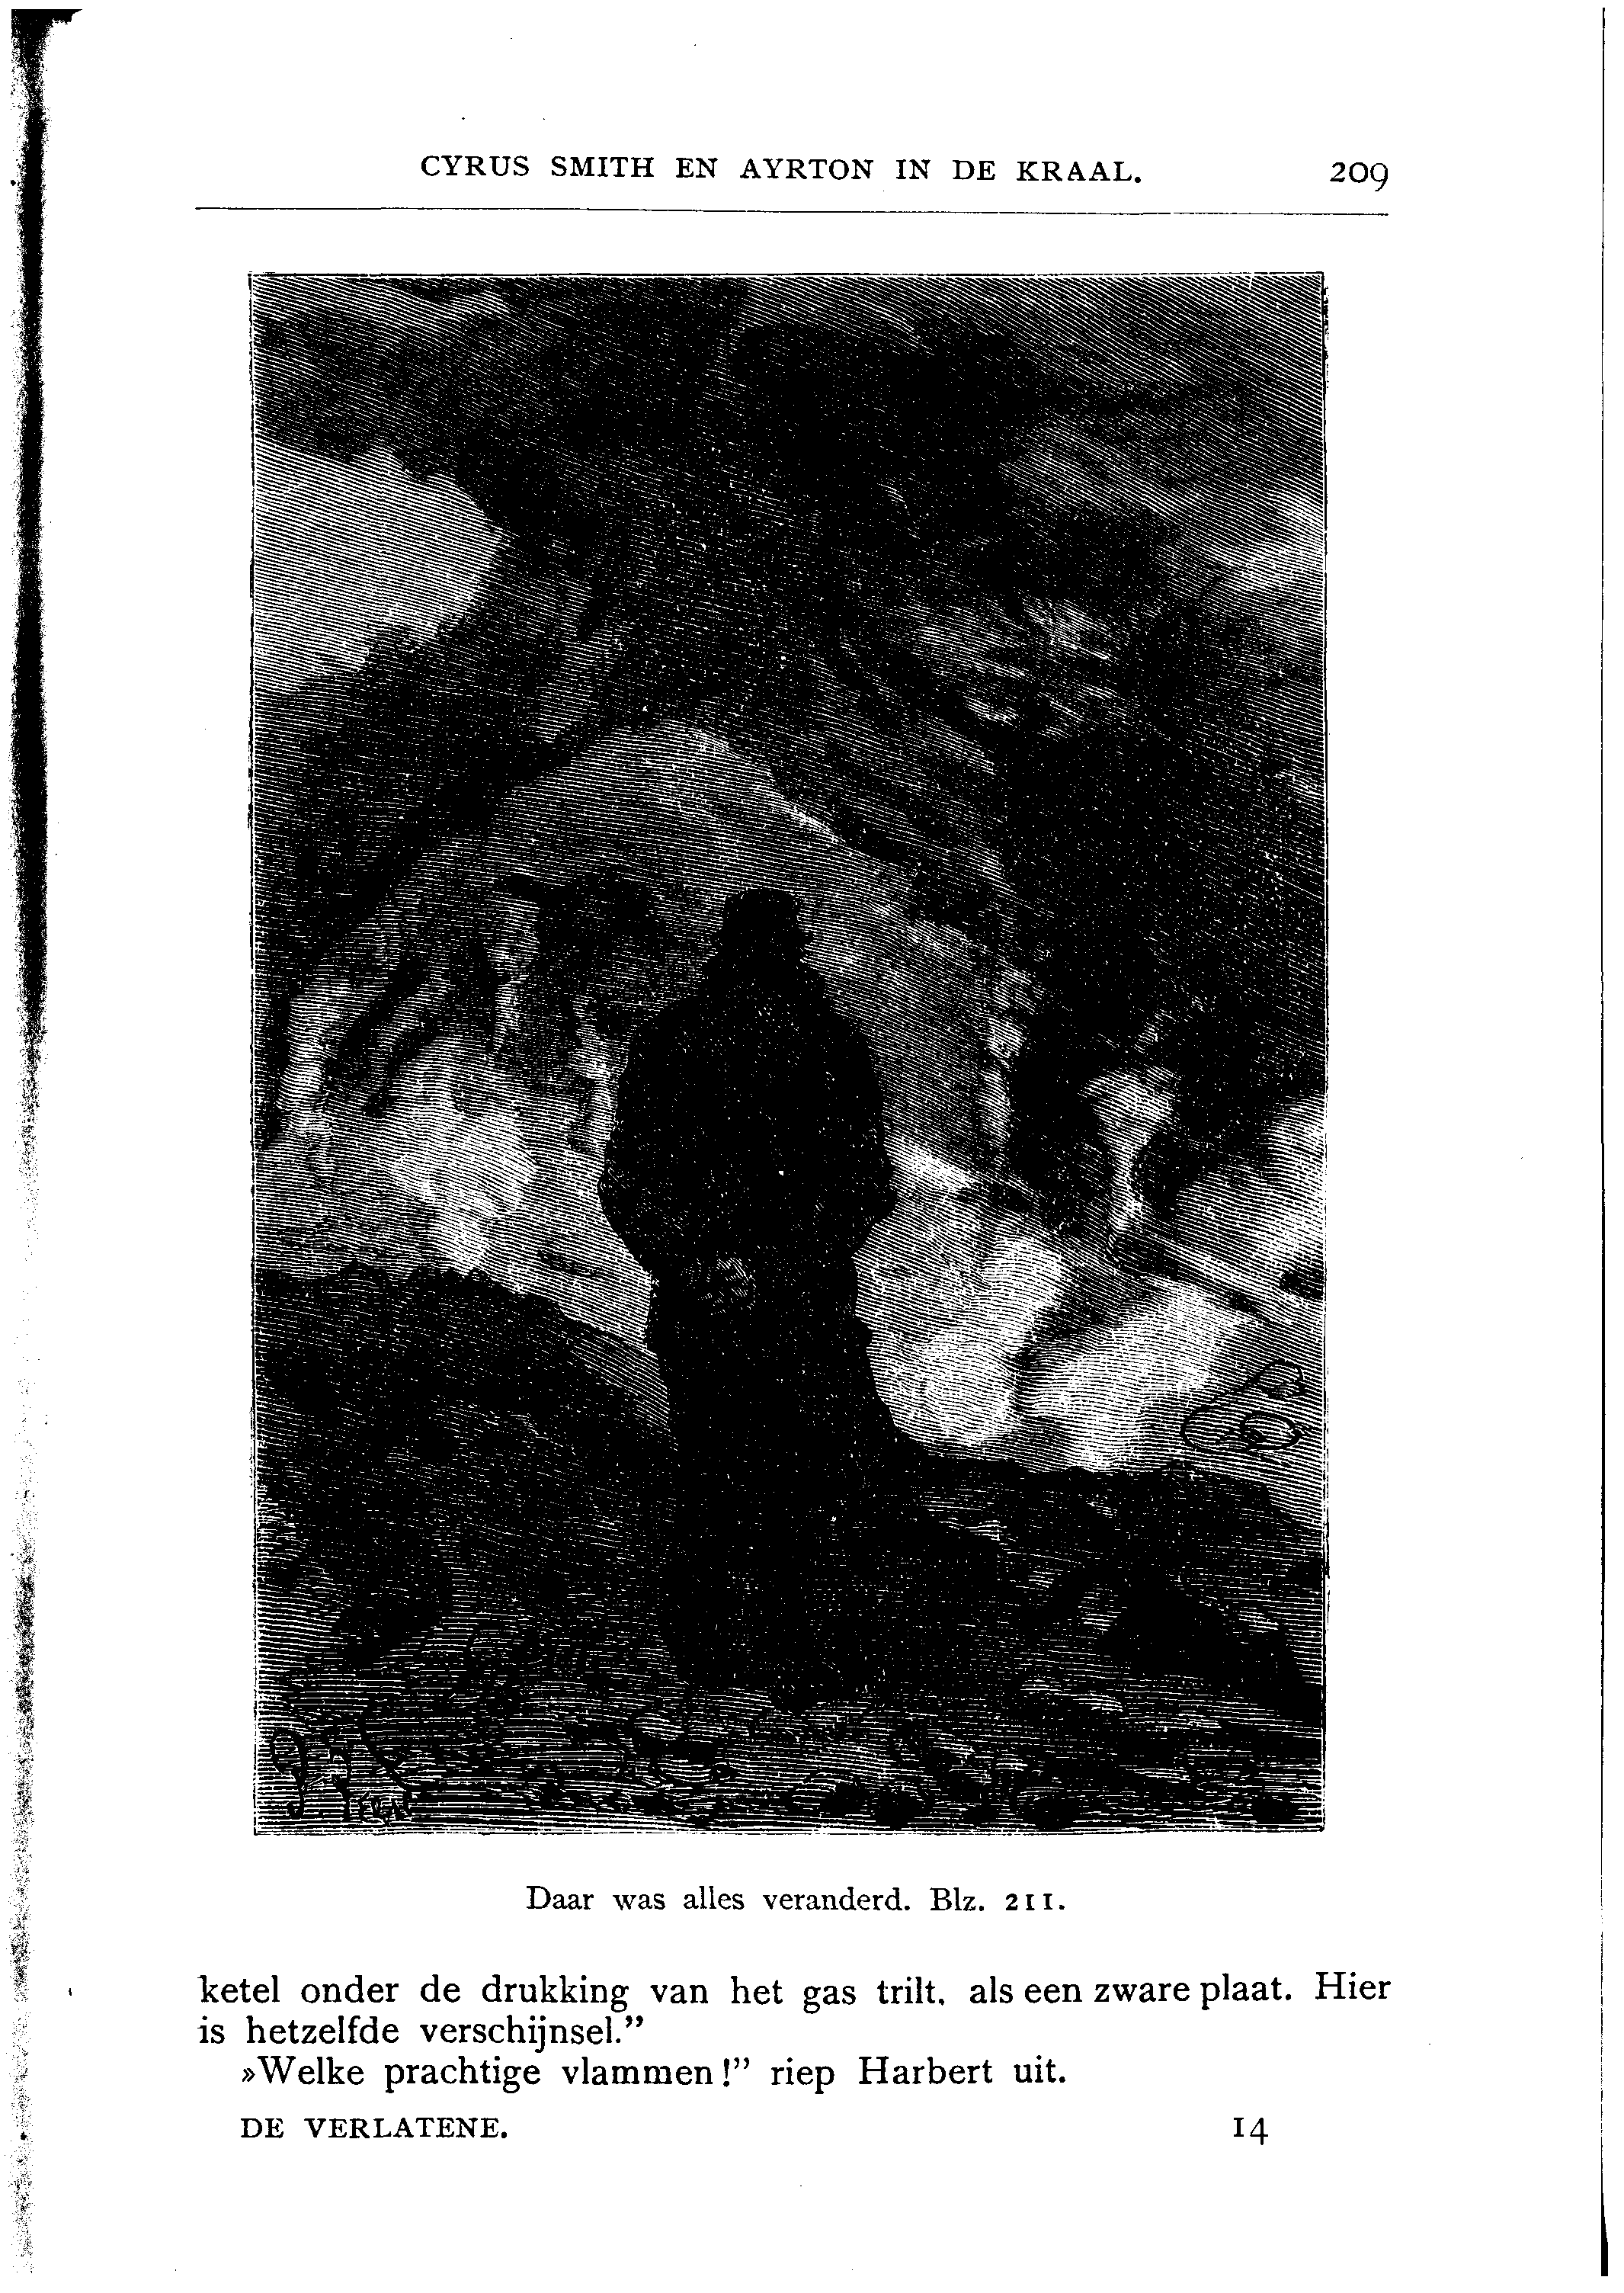 CYRUS SMITH EN AYRTON IN DE KRAAL. 209
Daar was alles veranderd. Blz. 211.
ketel onder de drukking van het gas trilt. als een zware plaat. Hier
is hetzelfde verschijnsel.”
»Welke prachtige vlammen!” riep Harbert uit.
DE VERLATENE. 14